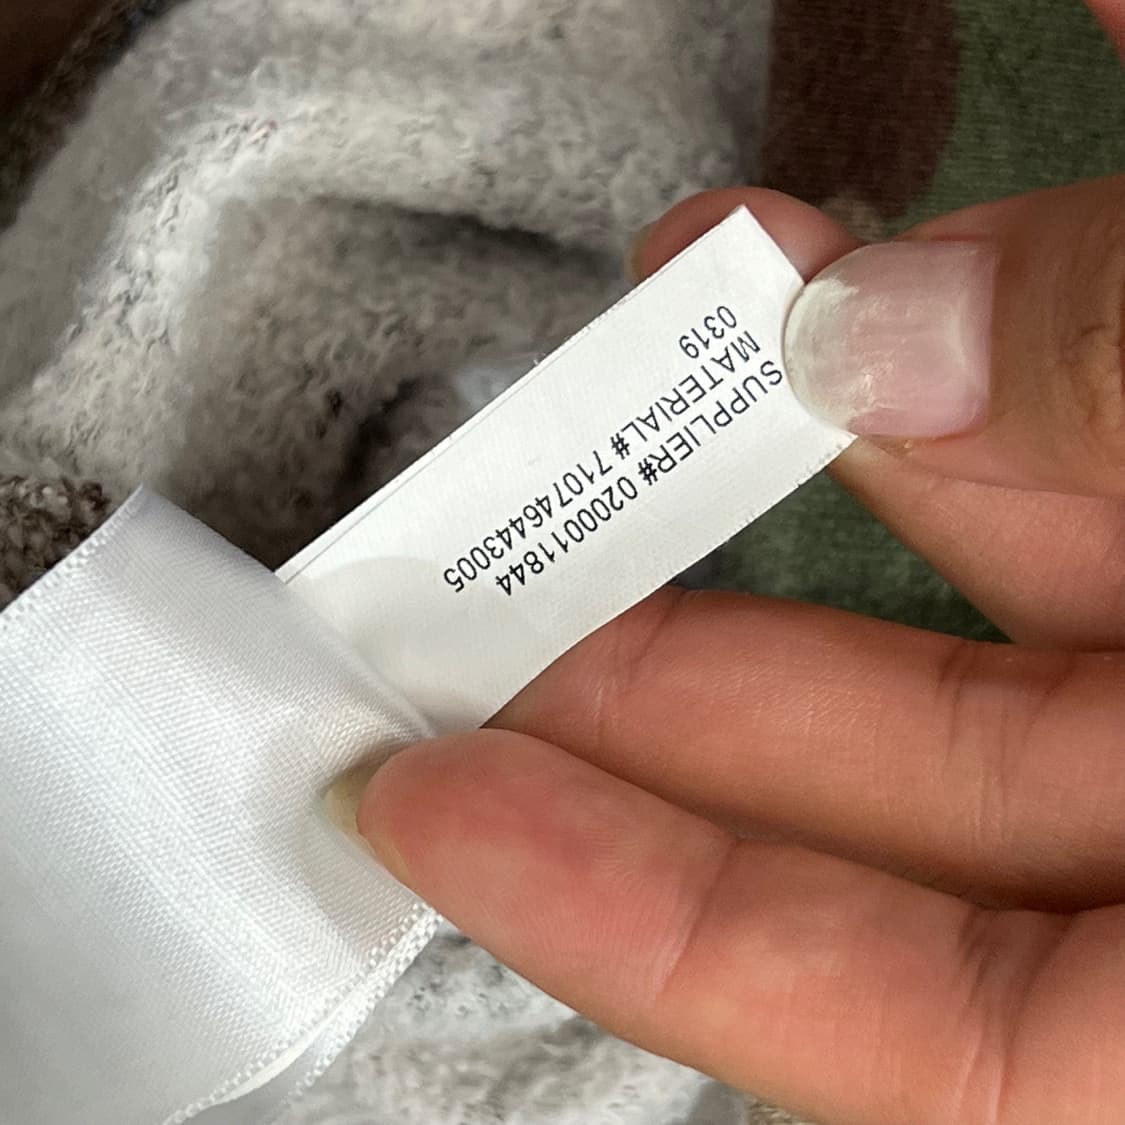 SUPPLIER# 0200011844
MATERIAL# 710746443005
0319